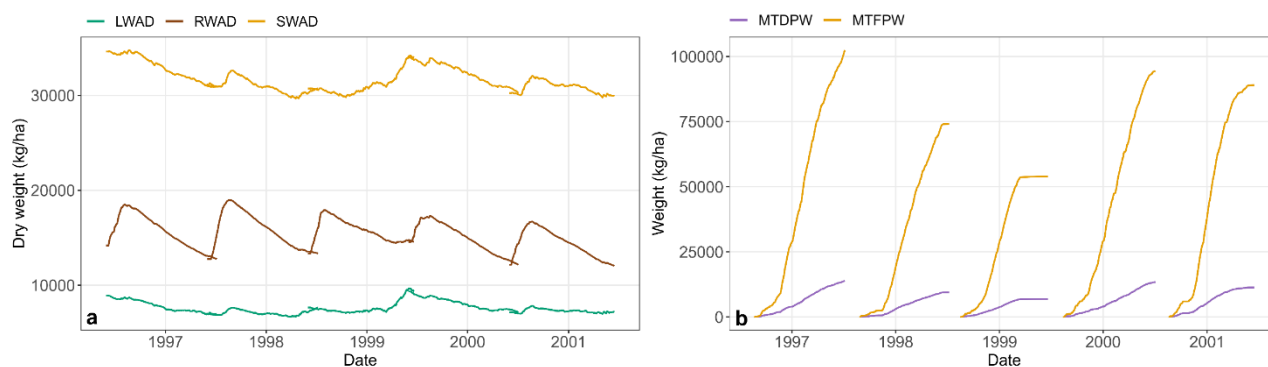 LWAD RWAD SWAD
Dry weight (kg/ha)
30000
20000
10000
a
1997 1998 1999 2000 2001
Date
MTDPW MTFPW
Weight (kg/ha)
100000
75000
50000
25000
0
b
1997 1998 1999 2000 2001
Date